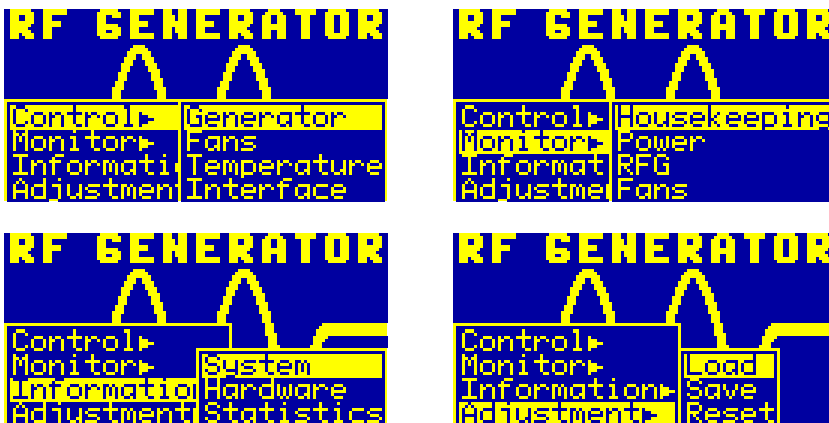 RF GENERATOR
Control▸ Generator
Monitor▸ Fans
Informati Temperature
Adjustmen Interface
RF GENERATOR
Control▸ Housekeeping
Monitor▸ Power
Informat RFG
Adjustme Fans
RF GENERATOR
Control▸
Monitor▸ System
Information Hardware
Adjustment Statistics
RF GENERATOR
Control▸
Monitor▸ Load
Information▸ Save
Adjustment▸ Reset